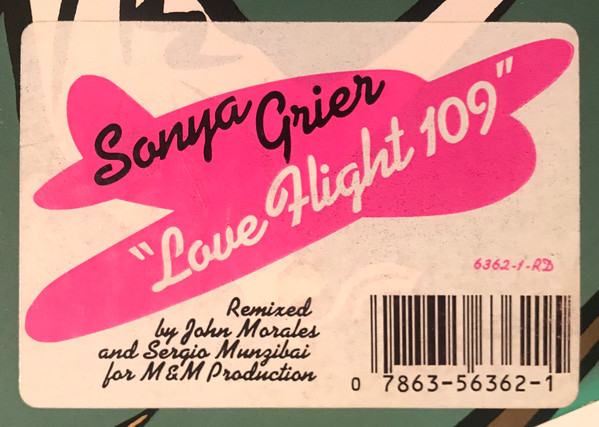 Sonya Grier
"Love Flight 109"
6362-1-RD
Remixed
by John Morales
and Sergio Munzibai
for M&M Production
0 7863-56362-1